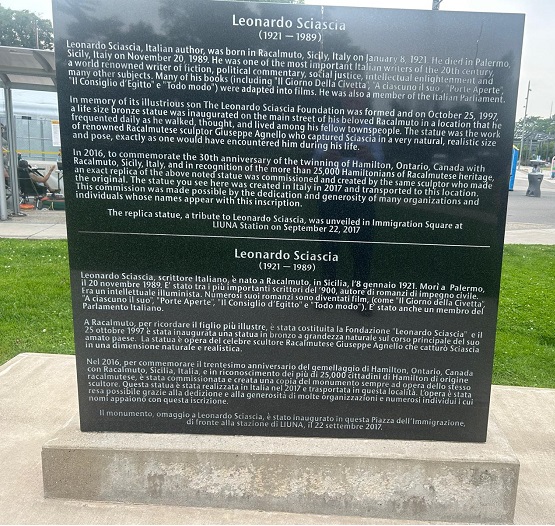 Leonardo Sciascia
(1921 – 1989)
Leonardo Sciascia, Italian author, was born in Racalmuto, Sicily, Italy on January 8, 1921. He died in Palermo,
Sicily, Italy on November 20, 1989. He was one of the most important Italian writers of the 20th century,
a world renowned writer of fiction, political commentary, social justice, intellectual enlightenment and
many other subjects. Many of his books (including "Il Giorno Della Civetta", "A ciascuno il suo", "Porte Aperte",
"Il Consiglio d'Egitto" e "Todo modo") were adapted into films. He was also a member of the Italian Parliament.
In memory of its illustrious son The Leonardo Sciascia Foundation was formed and on October 25, 1997,
a life size bronze statue was inaugurated on the main street of his beloved Racalmuto in a location that he
frequented daily as he walked, thought, and lived among his fellow townspeople. The statue was the work
of renowned Racalmutese sculptor Giuseppe Agnello who captured Sciascia in a very natural, realistic size
and pose, exactly as one would have encountered him during his life.
In 2016, to commemorate the 30th anniversary of the twinning of Hamilton, Ontario, Canada with
Racalmuto, Sicily, Italy, and in recognition of the more than 25,000 Hamiltonians of Racalmutese heritage,
an exact replica of the above noted statue was commissioned and created by the same sculptor who made
the original. The statue you see here was created in Italy in 2017 and transported to this location.
This commission was made possible by the dedication and generosity of many organizations and
individuals whose names appear with this inscription.
The replica statue, a tribute to Leonardo Sciascia, was unveiled in Immigration Square at
LIUNA Station on September 22, 2017
Leonardo Sciascia
(1921 — 1989)
Leonardo Sciascia, scrittore Italiano, è nato a Racalmuto, in Sicilia, l'8 gennaio 1921. Morì a Palermo,
il 20 novembre 1989. E' stato tra i più importanti scrittori del '900, autore di romanzi di impegno civile.
Era un intellettuale illuminista. Numerosi suoi romanzi sono diventati film, (come "Il Giorno della Civetta",
"A ciascuno il suo", "Porte Aperte", "Il Consiglio d'Egitto" e "Todo modo"). E' stato anche un membro del
Parlamento Italiano.
A Racalmuto, per ricordare il figlio più illustre, è stata costituita la Fondazione "Leonardo Sciascia" e il
25 ottobre 1997 è stata inaugurata una statua in bronzo a grandezza naturale sul corso principale del suo
amato paese. La statua è opera del celebre scultore Racalmutese Giuseppe Agnello che catturò Sciascia
in una dimensione naturale e realistica.
Nel 2016, per commemorare il trentesimo anniversario del gemellaggio di Hamilton, Ontario, Canada
con Racalmuto, Sicilia, Italia, e in riconoscimento dei più di 25,000 cittadini di Hamilton di origine
racalmutese, è stata commissionata e creata una copia del monumento sempre ad opera dello stesso
scultore. Questa statua è stata realizzata in Italia nel 2017 e trasportata in questa località. L'opera è stata
resa possibile grazie alla dedizione e alla generosità di molte organizzazioni e numerosi individui i cui
nomi appaiono con questa iscrizione.
Il monumento, omaggio a Leonardo Sciascia, è stato inaugurato in questa Piazza dell'Immigrazione,
di fronte alla stazione di LIUNA, il 22 settembre 2017.